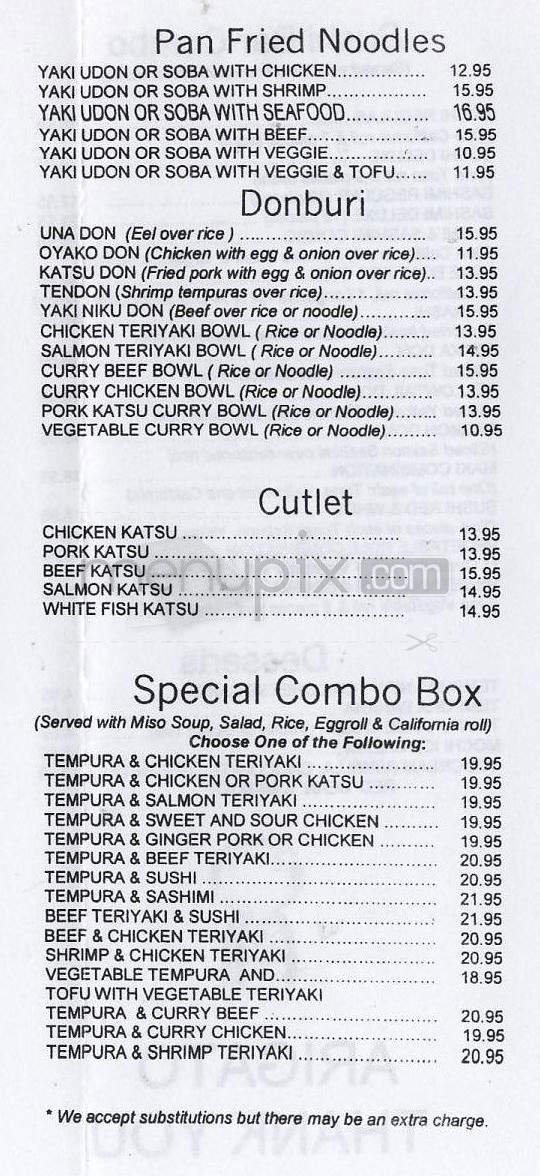 Pan Fried Noodles
YAKI UDON OR SOBA WITH CHICKEN............... 12.95
YAKI UDON OR SOBA WITH SHRIMP................. 15.95
YAKI UDON OR SOBA WITH SEAFOOD............ 16.95
YAKI UDON OR SOBA WITH BEEF.................... 15.95
YAKI UDON OR SOBA WITH VEGGIE................. 10.95
YAKI UDON OR SOBA WITH VEGGIE & TOFU...... 11.95
Donburi
UNA DON (Eel over rice ) ............................... 15.95
OYAKO DON (Chicken with egg & onion over rice).... 11.95
KATSU DON (Fried pork with egg & onion over rice).. 13.95
TENDON (Shrimp tempuras over rice)................. 13.95
YAKI NIKU DON (Beef over rice or noodle)........... 15.95
CHICKEN TERIYAKI BOWL ( Rice or Noodle)........ 13.95
SALMON TERIYAKI BOWL ( Rice or Noodle)......... 14.95
CURRY BEEF BOWL ( Rice or Noodle) ............... 15.95
CURRY CHICKEN BOWL (Rice or Noodle)............ 13.95
PORK KATSU CURRY BOWL (Rice or Noodle)....... 13.95
VEGETABLE CURRY BOWL (Rice or Noodle)......... 10.95
Cutlet
CHICKEN KATSU .................................... 13.95
PORK KATSU ......................................... 13.95
BEEF KATSU .......................................... 15.95
menupix.com
SALMON KATSU ...................................... 14.95
WHITE FISH KATSU ................................. 14.95
Special Combo Box
(Served with Miso Soup, Salad, Rice, Eggroll & California roll)
Choose One of the Following:
TEMPURA & CHICKEN TERIYAKI ..................... 19.95
TEMPURA & CHICKEN OR PORK KATSU ........... 19.95
TEMPURA & SALMON TERIYAKI ...................... 19.95
TEMPURA & SWEET AND SOUR CHICKEN .......... 19.95
TEMPURA & GINGER PORK OR CHICKEN .......... 19.95
TEMPURA & BEEF TERIYAKI........................... 20.95
TEMPURA & SUSHI ...................................... 20.95
TEMPURA & SASHIMI ................................... 21.95
BEEF TERIYAKI & SUSHI ............................... 21.95
BEEF & CHICKEN TERIYAKI ........................... 20.95
SHRIMP & CHICKEN TERIYAKI ....................... 20.95
VEGETABLE TEMPURA AND......................... 18.95
TOFU WITH VEGETABLE TERIYAKI
TEMPURA & CURRY BEEF ............................ 20.95
TEMPURA & CURRY CHICKEN........................ 19.95
TEMPURA & SHRIMP TERIYAKI ...................... 20.95
* We accept substitutions but there may be an extra charge.